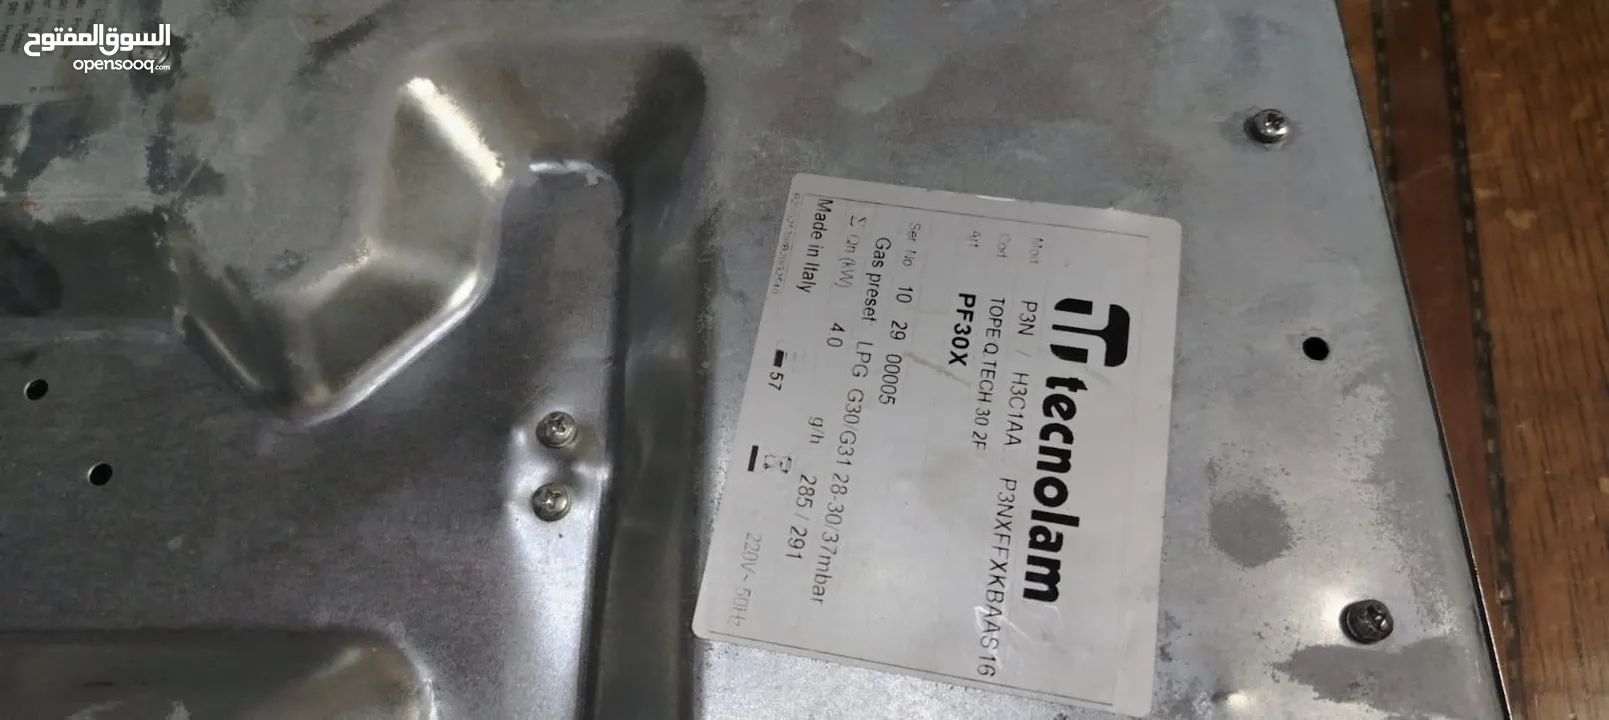 السوق المفتوح
opensooq.com
tecnolam
Mod P3N / H3C1AA P3NXFFXKBAAS16
Cod TOPEQ.TECH 30 2F
Art PF30X
Ser No 10 29 00005
Gas preset LPG G30/G31 28-30/37mbar
Σ Qn (kW) 4.0 g/h 285 / 291
Made in Italy 57 220V~50Hz